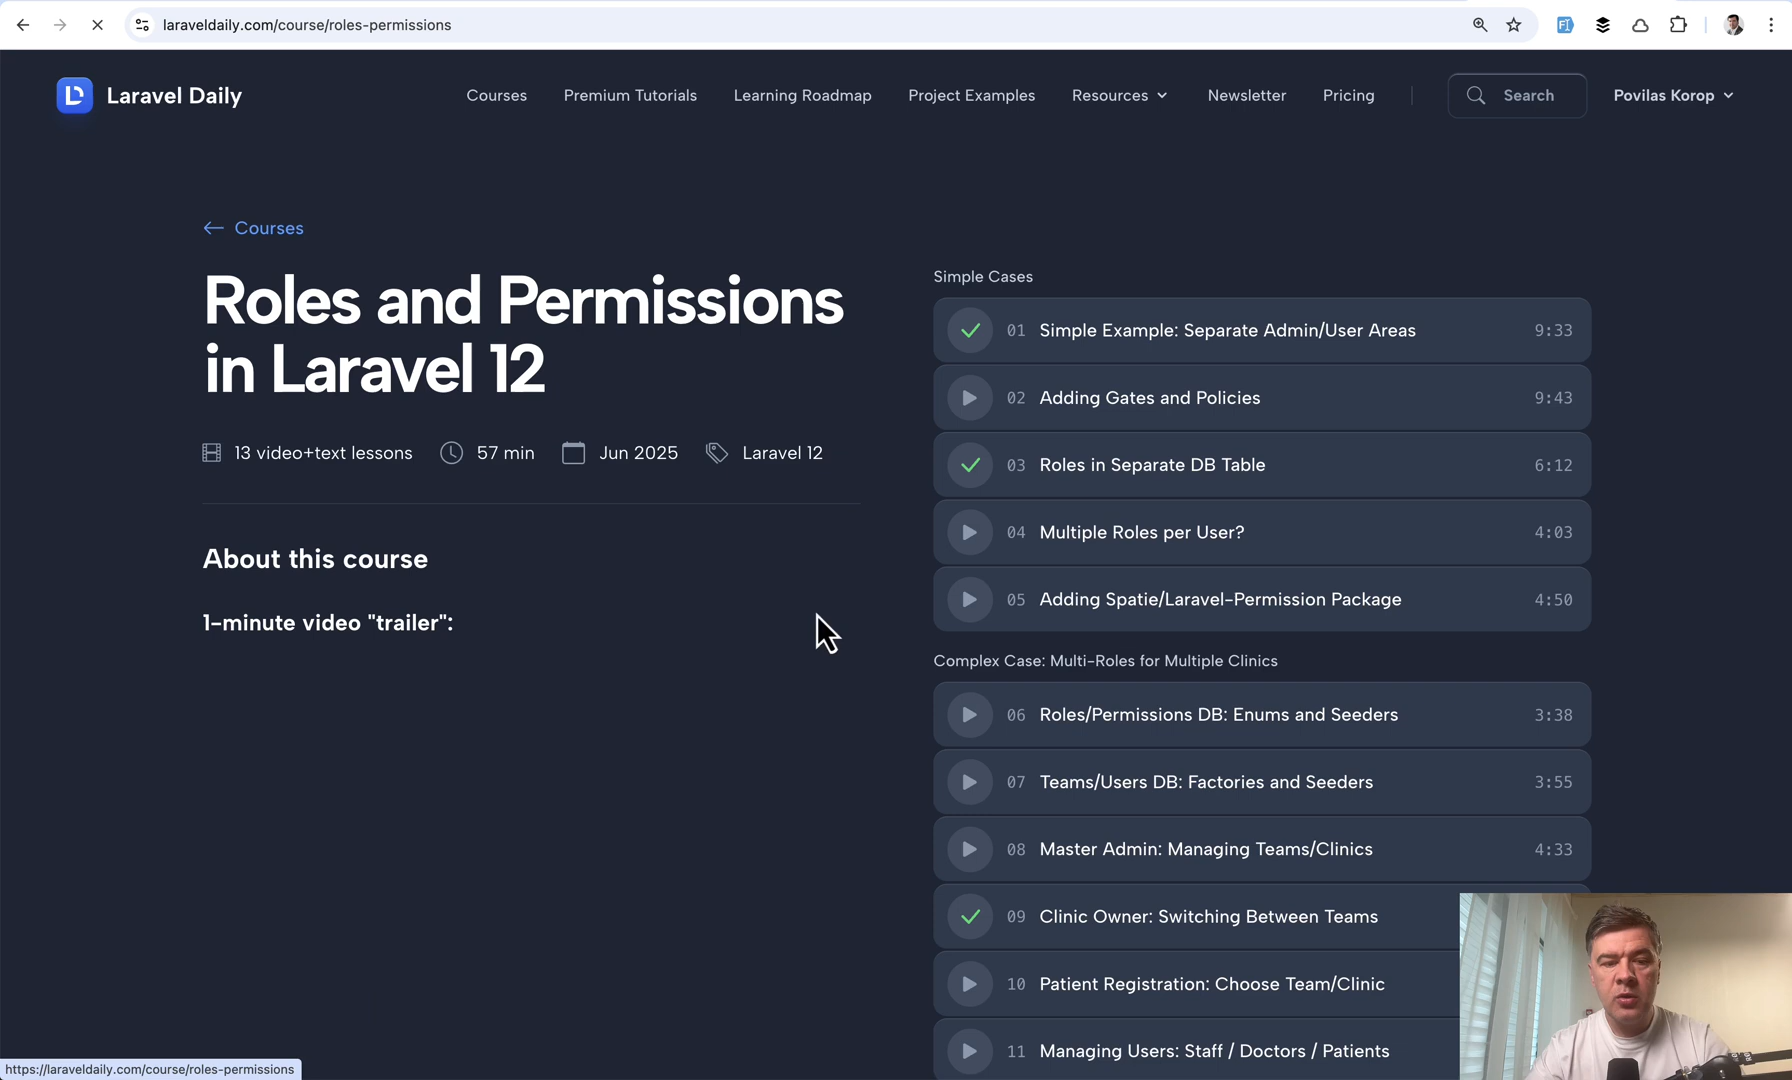 laraveldaily.com/course/roles-permissions
Laravel Daily
Courses
Premium Tutorials
Learning Roadmap
Project Examples
Resources
Newsletter
Pricing
Search
Povilas Korop
Courses
Roles and Permissions
in Laravel 12
13 video+text lessons
57 min
Jun 2025
Laravel 12
About this course
1-minute video "trailer":
Simple Cases
01 Simple Example: Separate Admin/User Areas 9:33
02 Adding Gates and Policies 9:43
03 Roles in Separate DB Table 6:12
04 Multiple Roles per User? 4:03
05 Adding Spatie/Laravel-Permission Package 4:50
Complex Case: Multi-Roles for Multiple Clinics
06 Roles/Permissions DB: Enums and Seeders 3:38
07 Teams/Users DB: Factories and Seeders 3:55
08 Master Admin: Managing Teams/Clinics 4:33
09 Clinic Owner: Switching Between Teams
10 Patient Registration: Choose Team/Clinic
11 Managing Users: Staff / Doctors / Patients
https://laraveldaily.com/course/roles-permissions